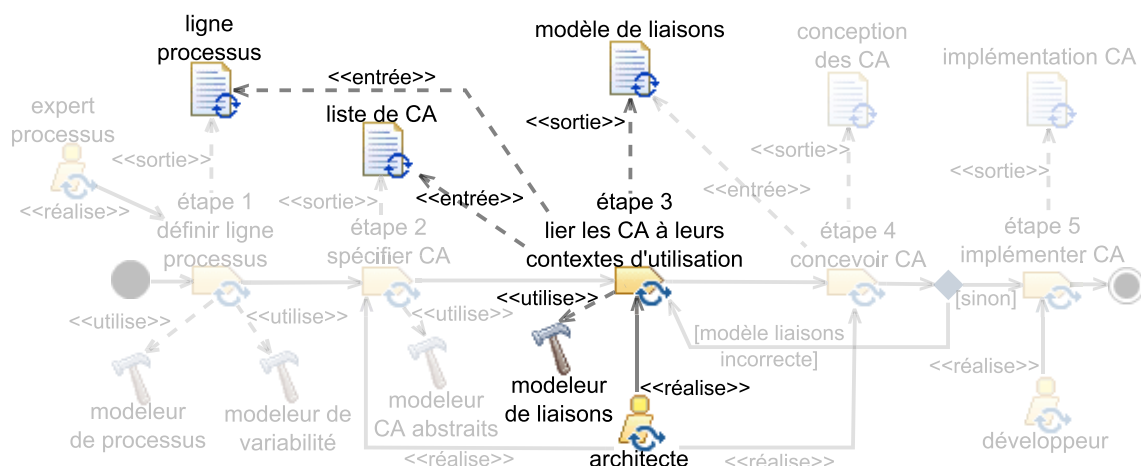 ligne
processus
modèle de liaisons
conception
des CA
implémentation CA
<<entrée>>
expert
processus
liste de CA
<<sortie>>
<<sortie>>
<<sortie>>
<<sortie>>
<<réalise>>
étape 1
définir ligne
processus
<<sortie>>
étape 2
spécifier CA
<<entrée>>
étape 3
lier les CA à leurs
contextes d'utilisation
<<entrée>>
étape 4
concevoir CA
étape 5
implémenter CA
<<utilise>>
<<utilise>>
<<utilise>>
<<utilise>>
[sinon]
[modèle liaisons
incorrecte]
modeleur
de processus
modeleur de
variabilité
modeleur
CA abstraits
modeleur
de liaisons
<<réalise>>
<<réalise>>
développeur
<<réalise>>
architecte
<<réalise>>